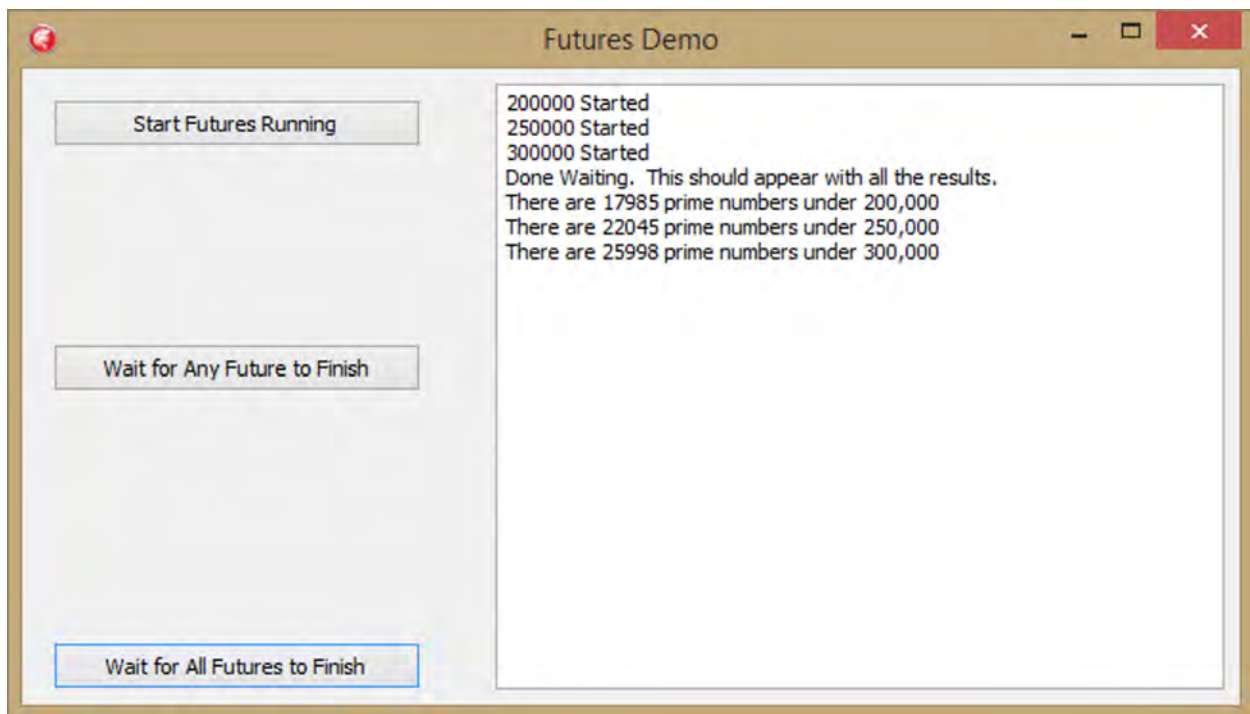 Futures Demo
Start Futures Running
Wait for Any Future to Finish
Wait for All Futures to Finish
200000 Started
250000 Started
300000 Started
Done Waiting.  This should appear with all the results.
There are 17985 prime numbers under 200,000
There are 22045 prime numbers under 250,000
There are 25998 prime numbers under 300,000